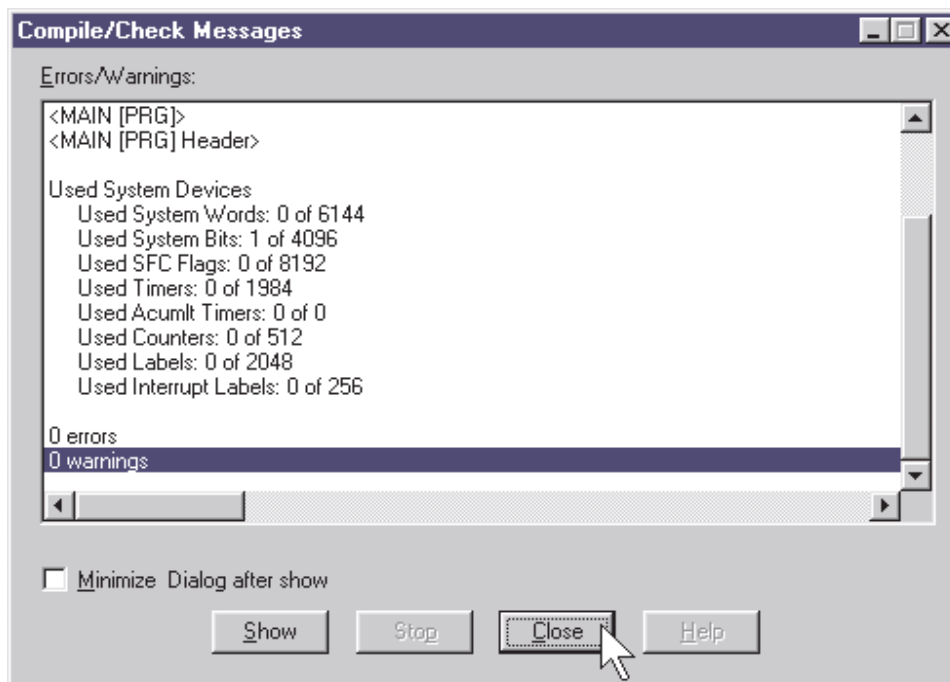 Compile/Check Messages
Errors/Warnings:
<MAIN [PRG]>
<MAIN [PRG] Header>
Used System Devices
Used System Words: 0 of 6144
Used System Bits: 1 of 4096
Used SFC Flags: 0 of 8192
Used Timers: 0 of 1984
Used Acumlt Timers: 0 of 0
Used Counters: 0 of 512
Used Labels: 0 of 2048
Used Interrupt Labels: 0 of 256
0 errors
0 warnings
Minimize Dialog after show
Show Stop Close Help